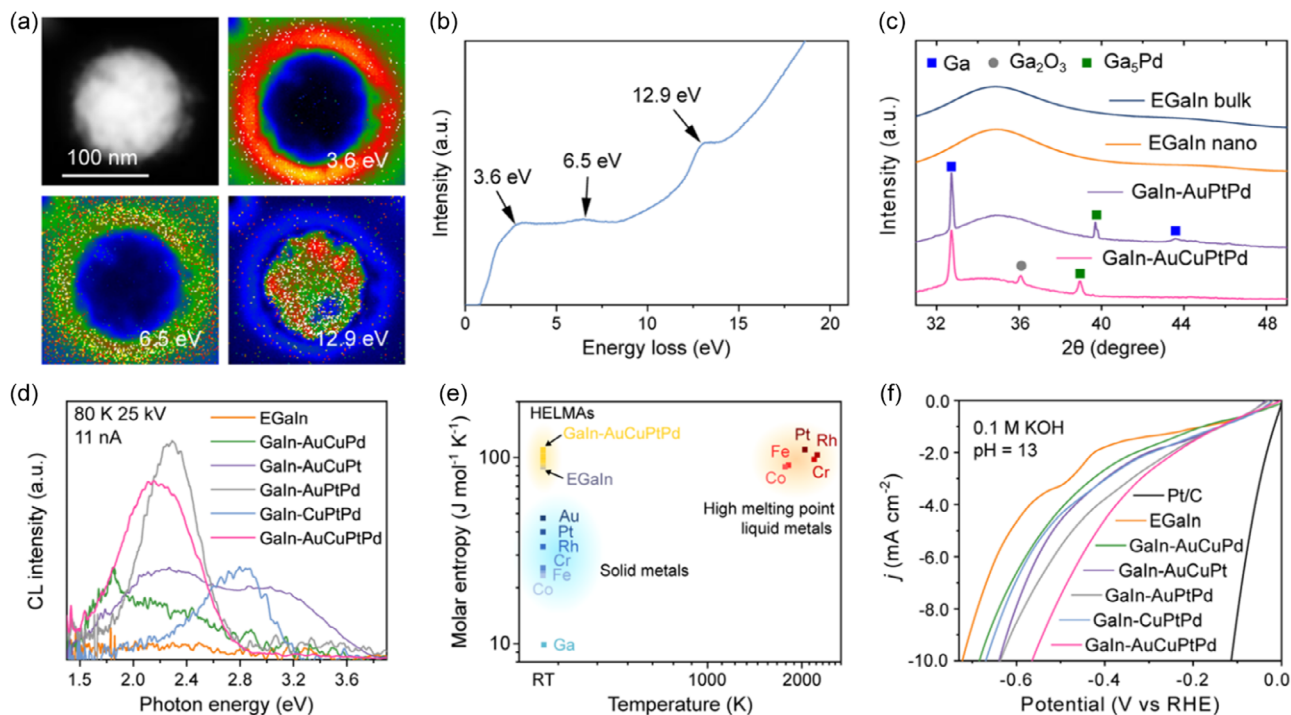 (a)
100 nm
3.6 eV
6.5 eV
12.9 eV
(b)
Intensity (a.u.)
3.6 eV
6.5 eV
12.9 eV
0 5 10 15 20
Energy loss (eV)
(c)
Intensity (a.u.)
Ga Ga₂O₃ Ga₅Pd
EGaIn bulk
EGaIn nano
GaIn-AuPtPd
GaIn-AuCuPtPd
32 36 40 44 48
2θ (degree)
(d)
CL intensity (a.u.)
80 K 25 kV
11 nA
EGaIn
GaIn-AuCuPd
GaIn-AuCuPt
GaIn-AuPtPd
GaIn-CuPtPd
GaIn-AuCuPtPd
1.6 2.0 2.4 2.8 3.2 3.6
Photon energy (eV)
(e)
Molar entropy (J mol⁻¹ K⁻¹)
100
10
HELMAs
GaIn-AuCuPtPd
EGaIn
Au
Pt
Rh
Cr
Fe
Co
Solid metals
Ga
Pt
Rh
Fe
Co
Cr
High melting point
liquid metals
RT 1000 2000
Temperature (K)
(f)
j (mA cm⁻²)
0.0
-2.0
-4.0
-6.0
-8.0
-10.0
0.1 M KOH
pH = 13
Pt/C
EGaIn
GaIn-AuCuPd
GaIn-AuCuPt
GaIn-AuPtPd
GaIn-CuPtPd
GaIn-AuCuPtPd
-0.6 -0.4 -0.2 0.0
Potential (V vs RHE)